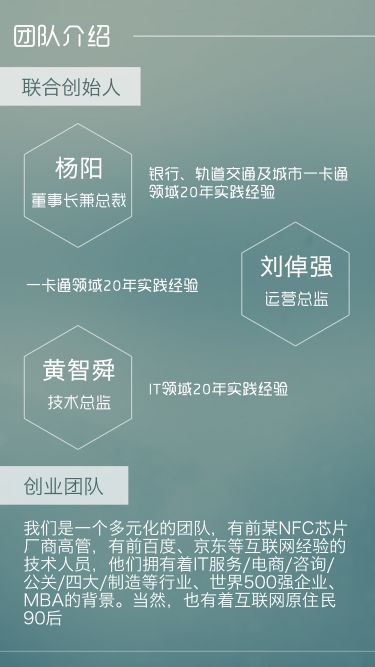 团队介绍
联合创始人
杨阳
董事长兼总裁
银行、轨道交通及城市一卡通
领域20年实践经验
刘倬强
运营总监
一卡通领域20年实践经验
黄智舜
技术总监
IT领域20年实践经验
创业团队
我们是一个多元化的团队，有前某NFC芯片
厂商高管，有前百度、京东等互联网经验的
技术人员，他们拥有着IT服务/电商/咨询/
公关/四大/制造等行业、世界500强企业、
MBA的背景。当然，也有着互联网原住民
90后